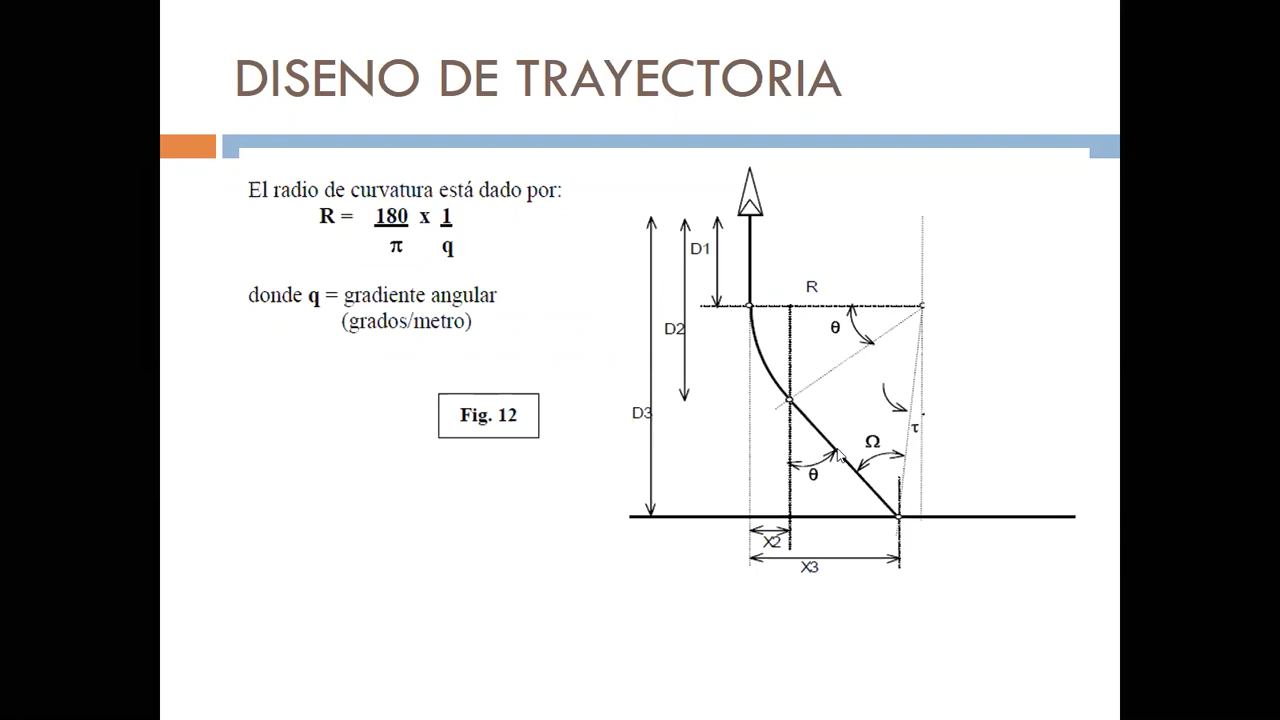 DISENO DE TRAYECTORIA
El radio de curvatura está dado por:
R = 180 x 1
π q
donde q = gradiente angular
(grados/metro)
Fig. 12
D1
R
D2
θ
D3
τ
Ω
θ
X2
X3